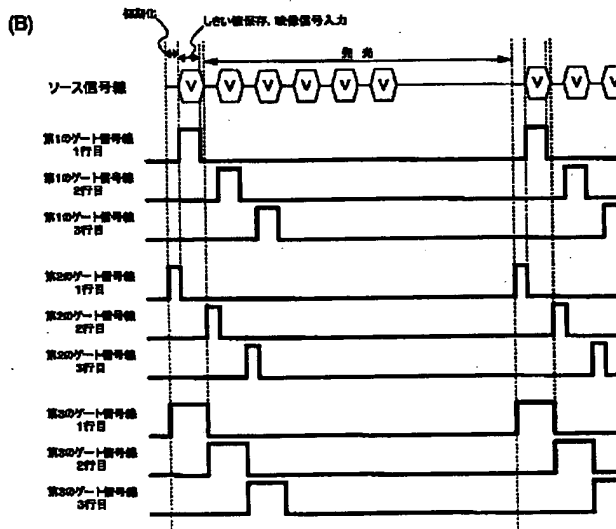 (B)
初期化
しきい値保存、映像信号入力
発光
ソース信号線
V V V V V V V V V
第1のゲート信号線
1行目
第1のゲート信号線
2行目
第1のゲート信号線
3行目
第2のゲート信号線
1行目
第2のゲート信号線
2行目
第2のゲート信号線
3行目
第3のゲート信号線
1行目
第3のゲート信号線
2行目
第3のゲート信号線
3行目